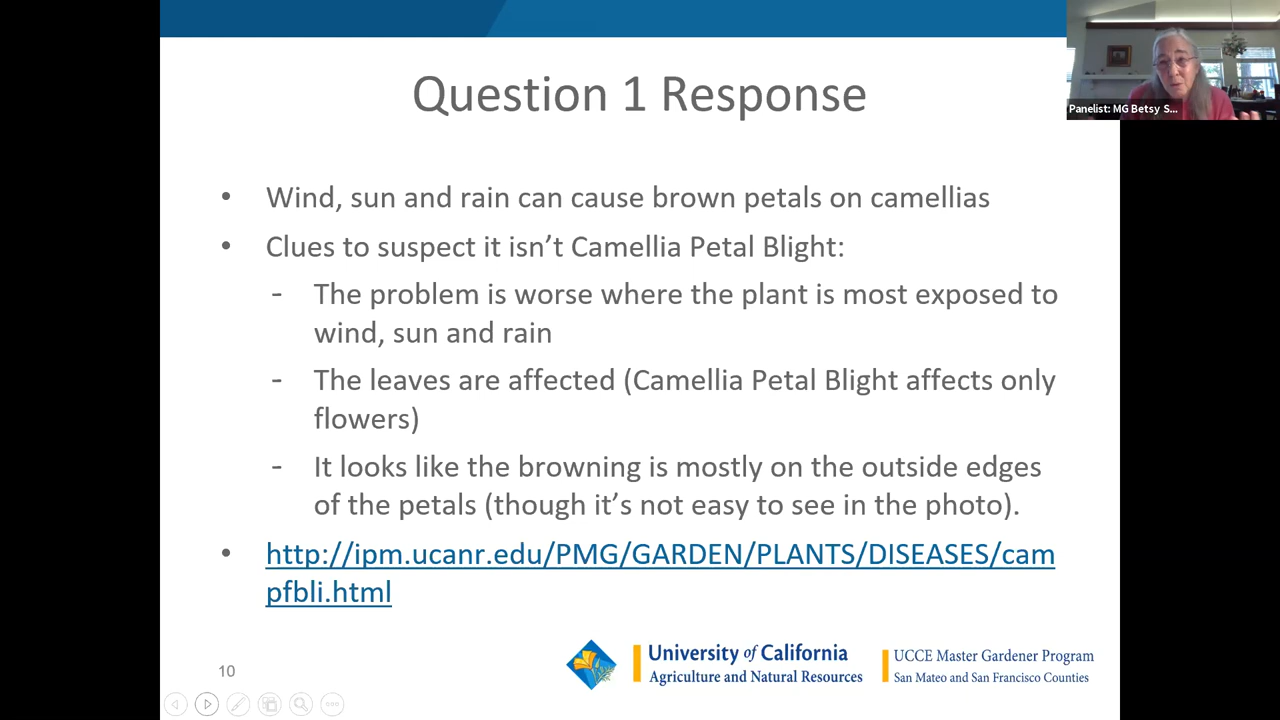 Question 1 Response
Panelist: MG Betsy S...
• Wind, sun and rain can cause brown petals on camellias
• Clues to suspect it isn’t Camellia Petal Blight:
- The problem is worse where the plant is most exposed to
wind, sun and rain
- The leaves are affected (Camellia Petal Blight affects only
flowers)
- It looks like the browning is mostly on the outside edges
of the petals (though it’s not easy to see in the photo).
• http://ipm.ucanr.edu/PMG/GARDEN/PLANTS/DISEASES/cam
pfbli.html
10
University of California
Agriculture and Natural Resources
UCCE Master Gardener Program
San Mateo and San Francisco Counties